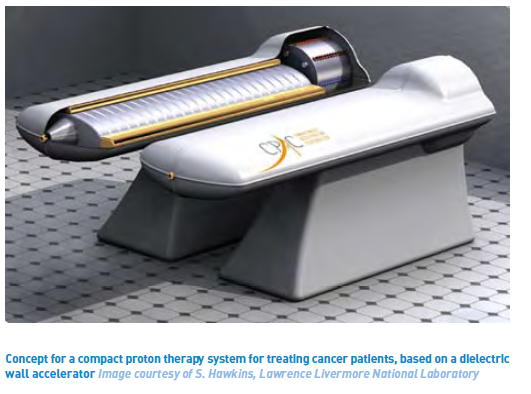 CPAC
Concept for a compact proton therapy system for treating cancer patients, based on a dielectric
wall accelerator Image courtesy of S. Hawkins, Lawrence Livermore National Laboratory